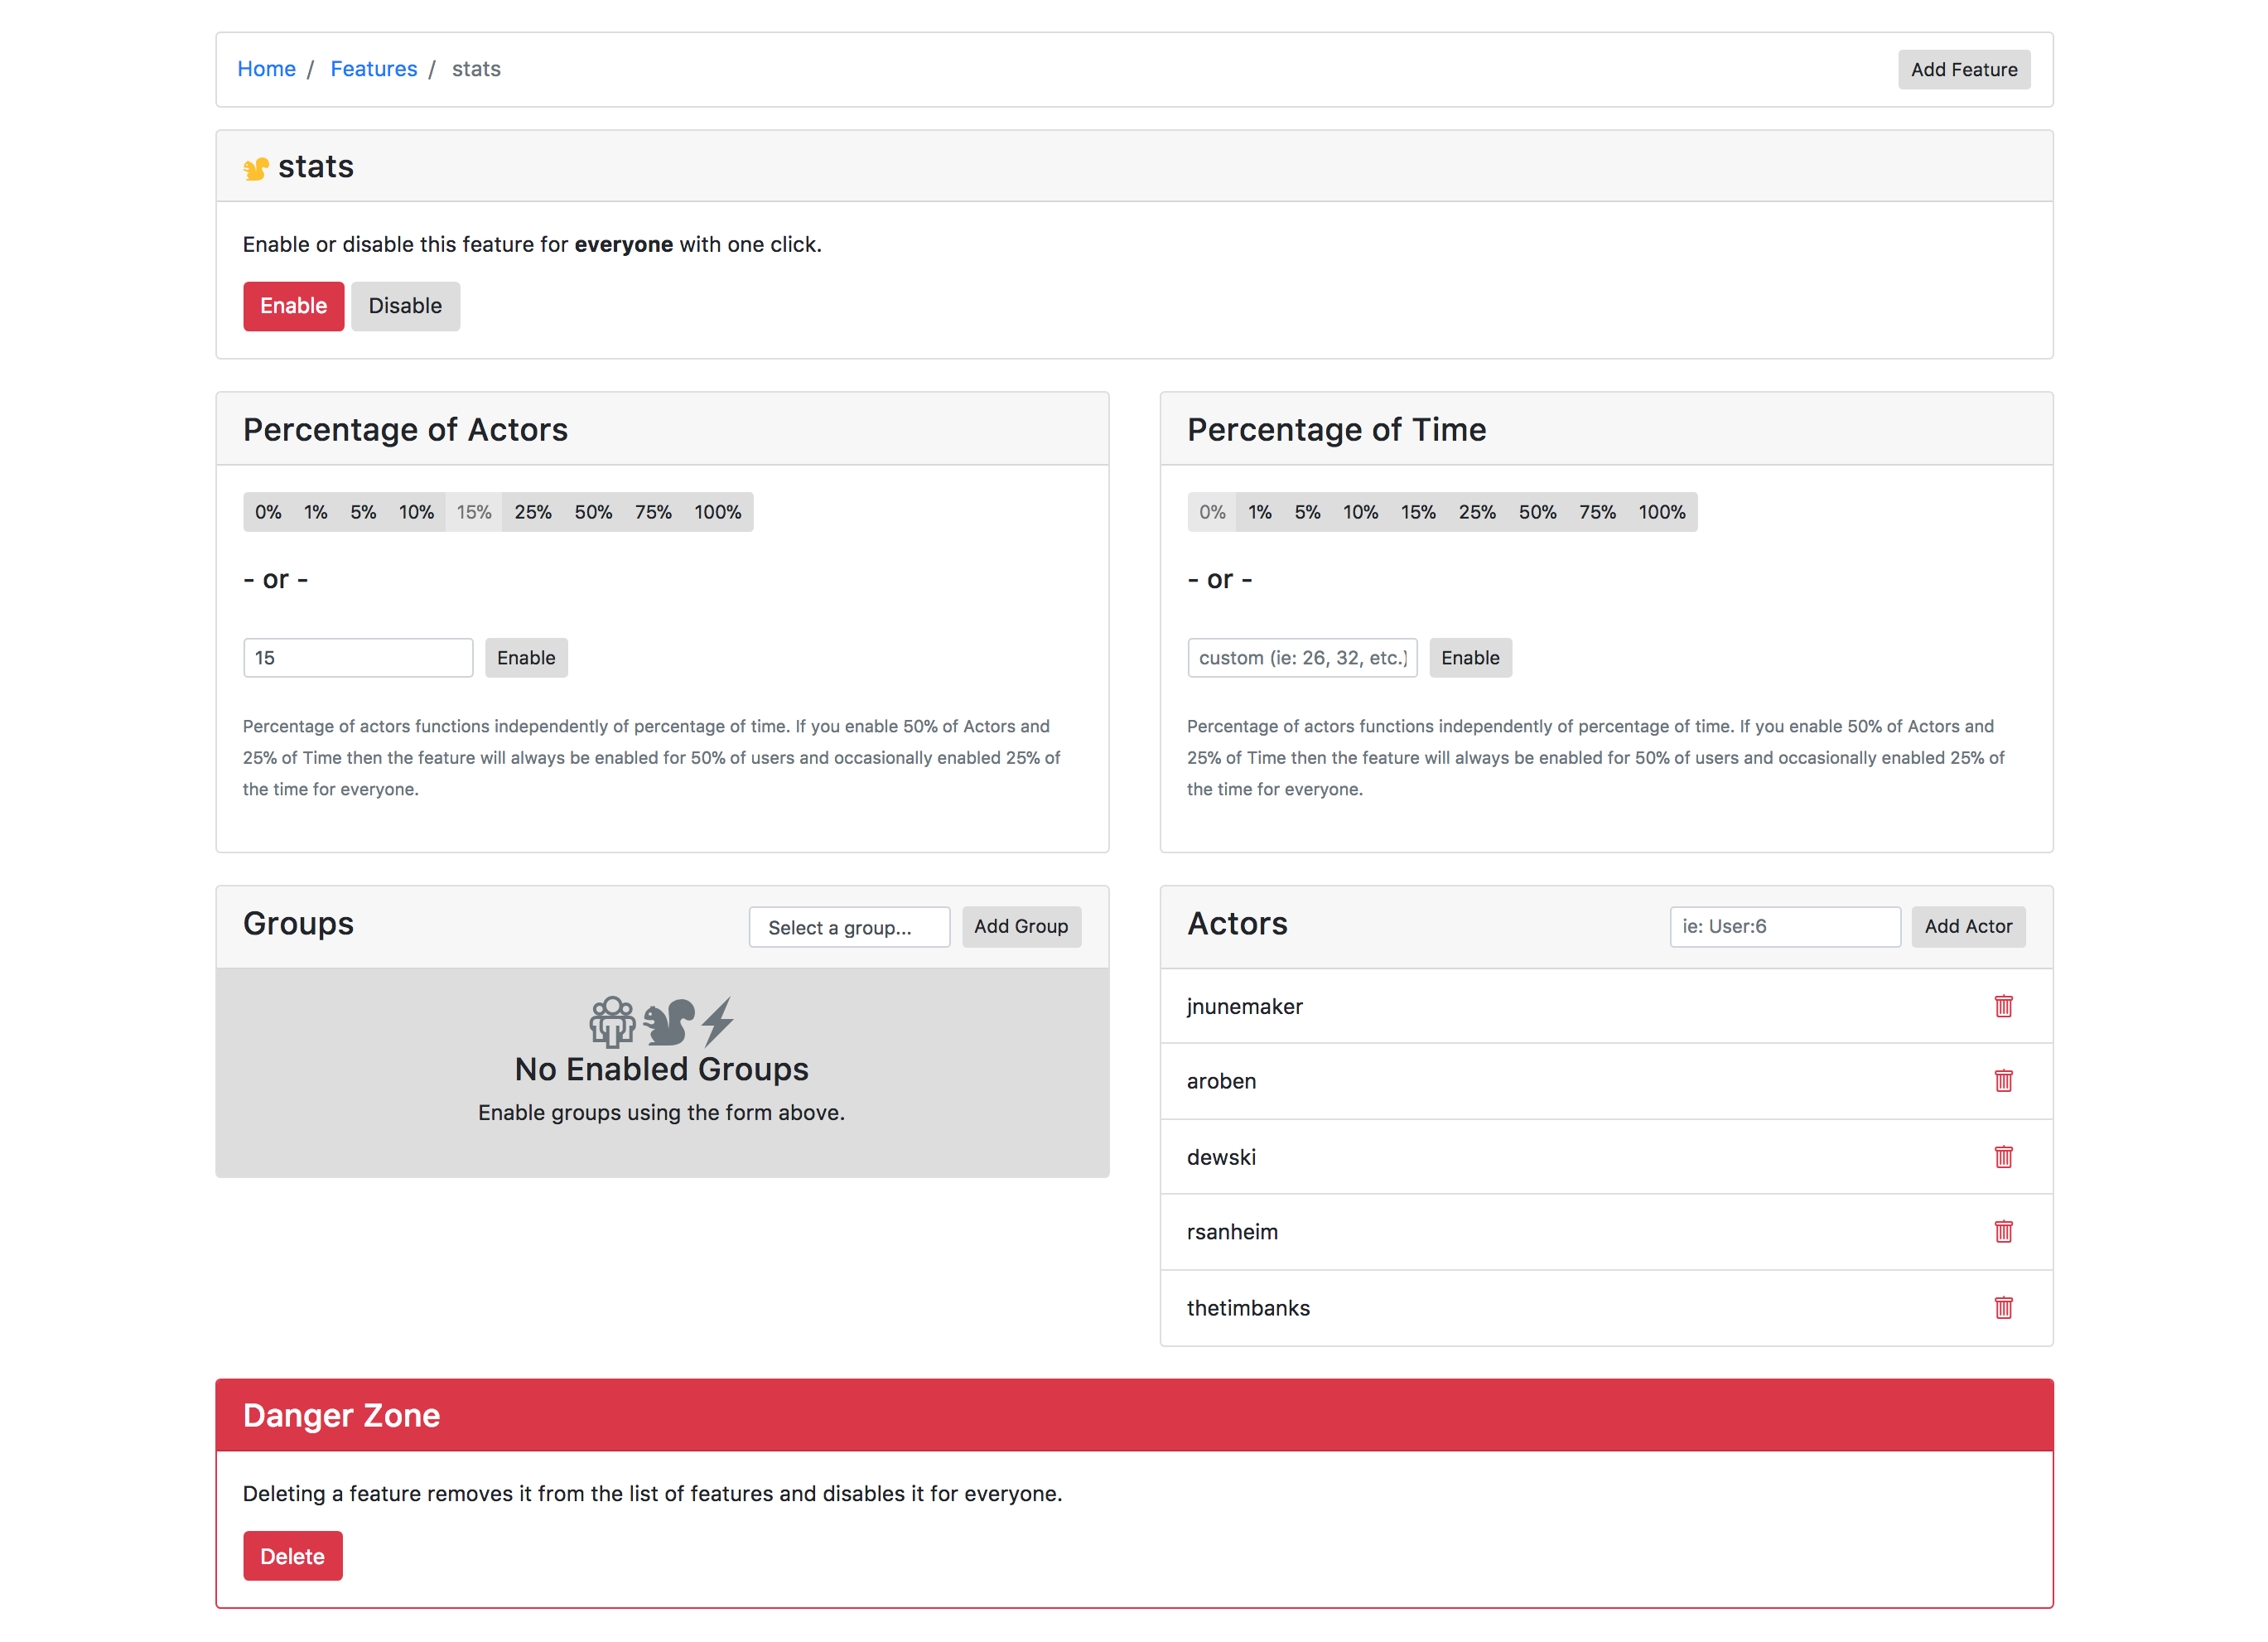 Home / Features / stats
Add Feature
stats
Enable or disable this feature for everyone with one click.
Enable Disable
Percentage of Actors
0% 1% 5% 10% 15% 25% 50% 75% 100%
- or -
15 Enable
Percentage of actors functions independently of percentage of time. If you enable 50% of Actors and
25% of Time then the feature will always be enabled for 50% of users and occasionally enabled 25% of
the time for everyone.
Percentage of Time
0% 1% 5% 10% 15% 25% 50% 75% 100%
- or -
custom (ie: 26, 32, etc.) Enable
Percentage of actors functions independently of percentage of time. If you enable 50% of Actors and
25% of Time then the feature will always be enabled for 50% of users and occasionally enabled 25% of
the time for everyone.
Groups
Select a group... Add Group
No Enabled Groups
Enable groups using the form above.
Actors
ie: User:6 Add Actor
jnunemaker
aroben
dewski
rsanheim
thetimbanks
Danger Zone
Deleting a feature removes it from the list of features and disables it for everyone.
Delete